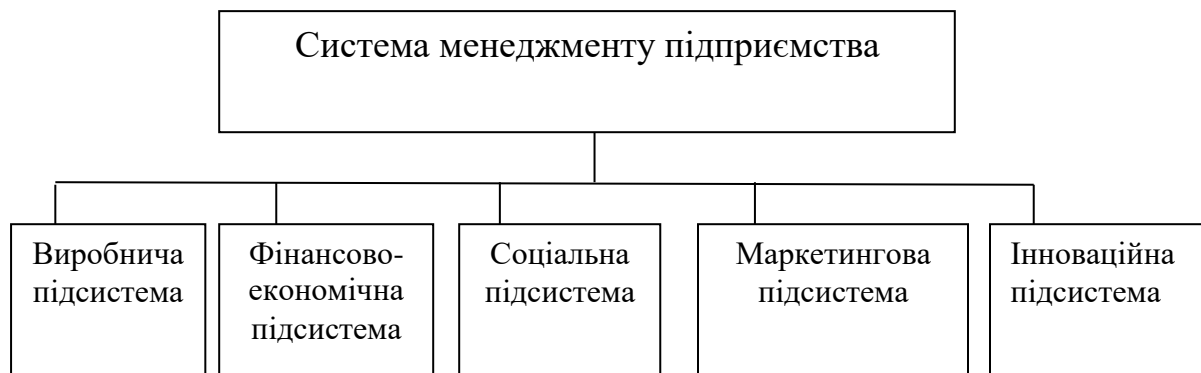 Система менеджменту підприємства
Виробнича
підсистема
Фінансово-
економічна
підсистема
Соціальна
підсистема
Маркетингова
підсистема
Інноваційна
підсистема